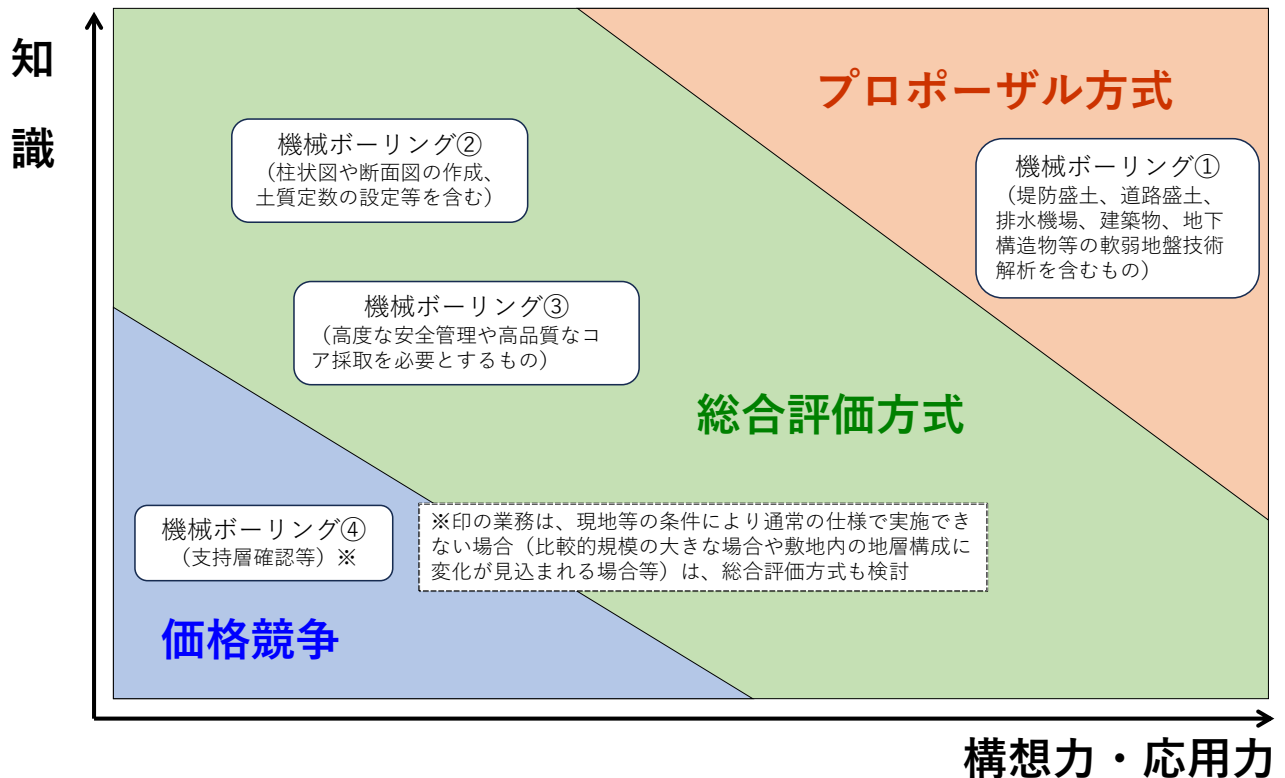 知
識
プロポーザル方式
機械ボーリング②
（柱状図や断面図の作成、
土質定数の設定等を含む）
機械ボーリング①
（堤防盛土、道路盛土、
排水機場、建築物、地下
構造物等の軟弱地盤技術
解析を含むもの）
機械ボーリング③
（高度な安全管理や高品質なコ
ア採取を必要とするもの）
総合評価方式
機械ボーリング④
（支持層確認等）※
※印の業務は、現地等の条件により通常の仕様で実施でき
ない場合（比較的規模の大きな場合や敷地内の地層構成に
変化が見込まれる場合等）は、総合評価方式も検討
価格競争
構想力・応用力